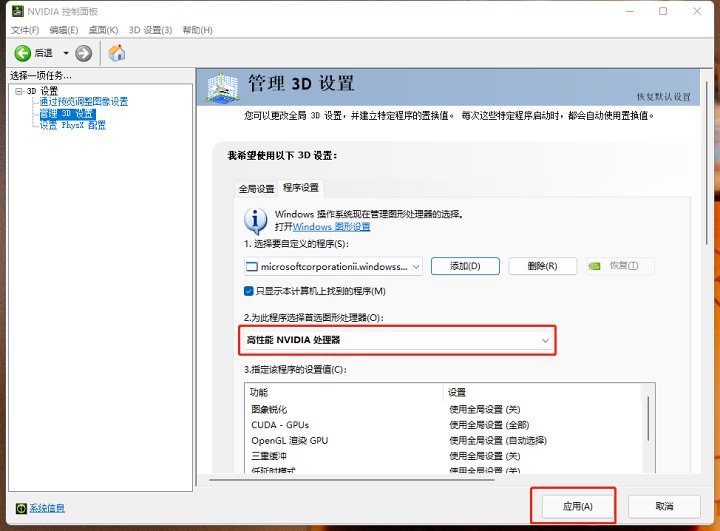 NVIDIA 控制面板
文件(F) 编辑(E) 桌面(K) 3D 设置(3) 帮助(H)
后退
选择一项任务...
3D 设置
通过预览调整图像设置
管理 3D 设置
设置 PhysX 配置
管理 3D 设置
恢复默认设置
您可以更改全局 3D 设置，并建立特定程序的置换值。 每次这些特定程序启动时，都会自动使用置换值。
我希望使用以下 3D 设置：
全局设置 程序设置
Windows 操作系统现在管理图形处理器的选择。
打开Windows 图形设置
1. 选择要自定义的程序(S):
microsoftcorporationii.windowss... 添加(D) 删除(R) 恢复(T)
只显示本计算机上找到的程序(M)
2.为此程序选择首选图形处理器(O):
高性能 NVIDIA 处理器
3.指定该程序的设置值(C):
功能 设置
图象锐化 使用全局设置 (关)
CUDA - GPUs 使用全局设置 (全部)
OpenGL 渲染 GPU 使用全局设置 (自动选择)
三重缓冲 使用全局设置 (关)
低延时模式 使用全局设置 (关)
系统信息
应用(A) 取消